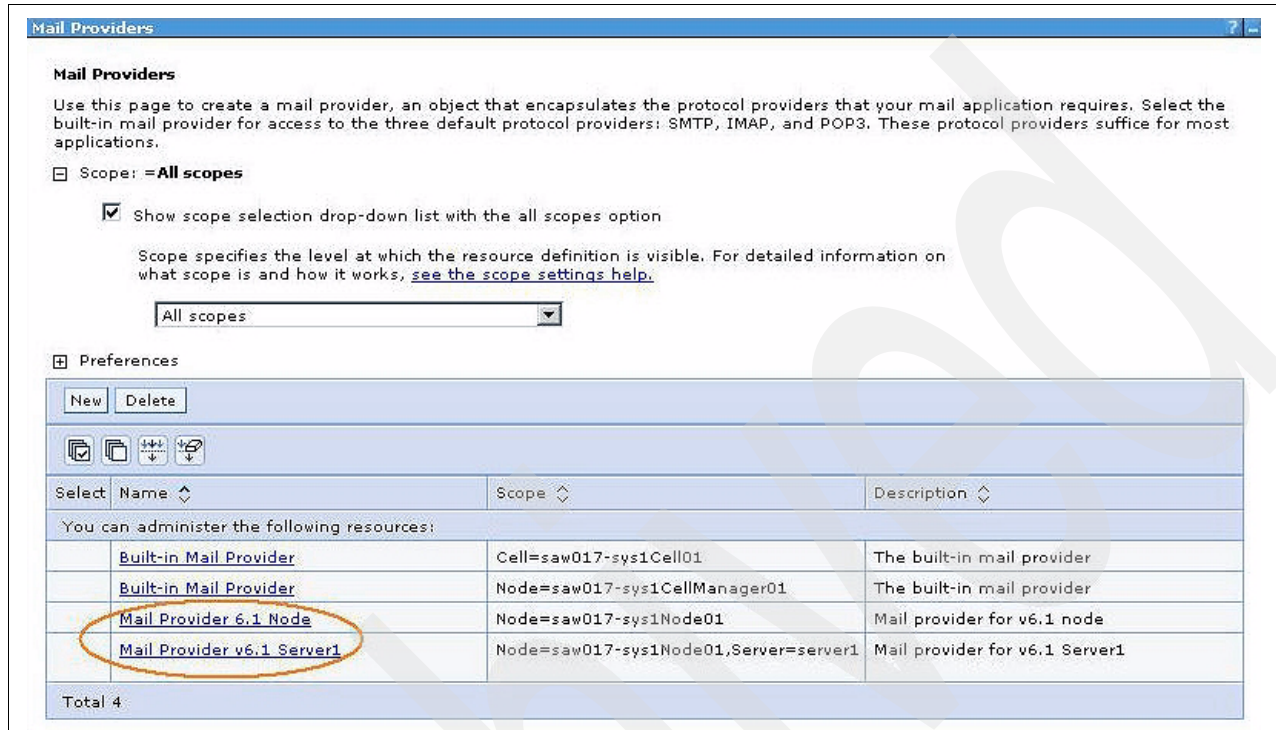 Mail Providers
?
Mail Providers
Use this page to create a mail provider, an object that encapsulates the protocol providers that your mail application requires. Select the
built-in mail provider for access to the three default protocol providers: SMTP, IMAP, and POP3. These protocol providers suffice for most
applications.
Scope: =All scopes
Show scope selection drop-down list with the all scopes option
Scope specifies the level at which the resource definition is visible. For detailed information on
what scope is and how it works, see the scope settings help.
All scopes
Preferences
New Delete
Select Name Scope Description
You can administer the following resources:
Built-in Mail Provider Cell=saw017-sys1Cell01 The built-in mail provider
Built-in Mail Provider Node=saw017-sys1CellManager01 The built-in mail provider
Mail Provider 6.1 Node Node=saw017-sys1Node01 Mail provider for v6.1 node
Mail Provider v6.1 Server1 Node=saw017-sys1Node01,Server=server1 Mail provider for v6.1 Server1
Total 4